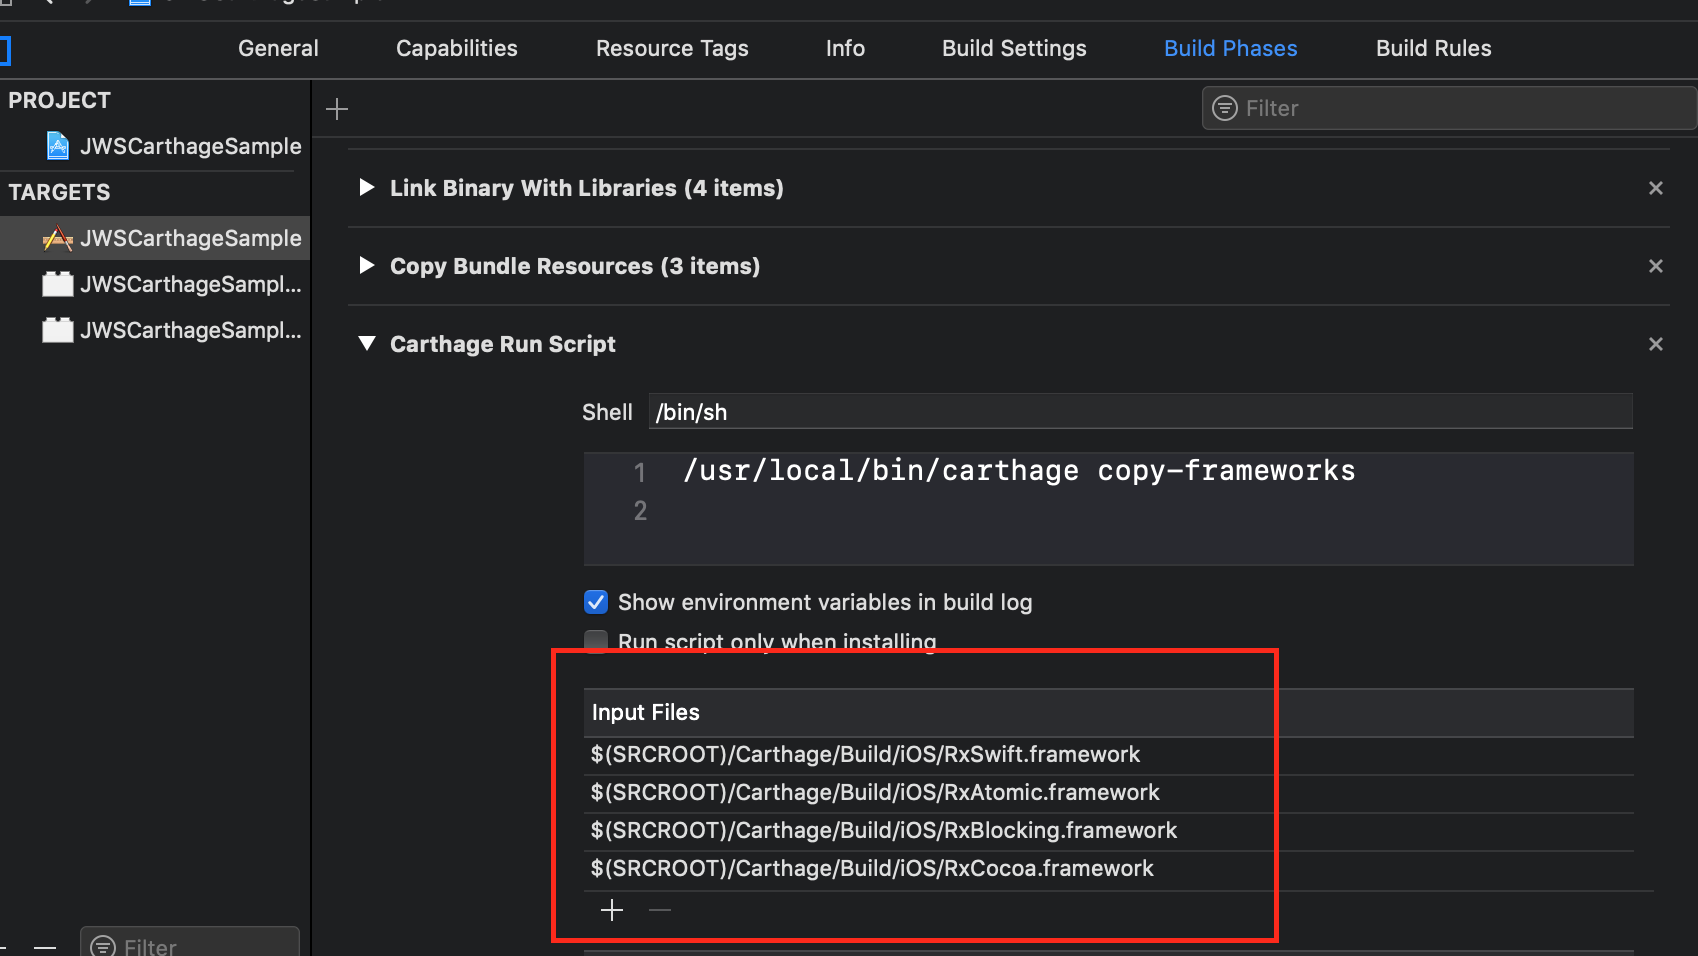 General Capabilities Resource Tags Info Build Settings Build Phases Build Rules
PROJECT
JWSCarthageSample
TARGETS
JWSCarthageSample
JWSCarthageSampl...
JWSCarthageSampl...
Filter
Filter
Link Binary With Libraries (4 items)
Copy Bundle Resources (3 items)
Carthage Run Script
Shell /bin/sh
1 /usr/local/bin/carthage copy-frameworks
2
Show environment variables in build log
Run script only when installing
Input Files
$(SRCROOT)/Carthage/Build/iOS/RxSwift.framework
$(SRCROOT)/Carthage/Build/iOS/RxAtomic.framework
$(SRCROOT)/Carthage/Build/iOS/RxBlocking.framework
$(SRCROOT)/Carthage/Build/iOS/RxCocoa.framework